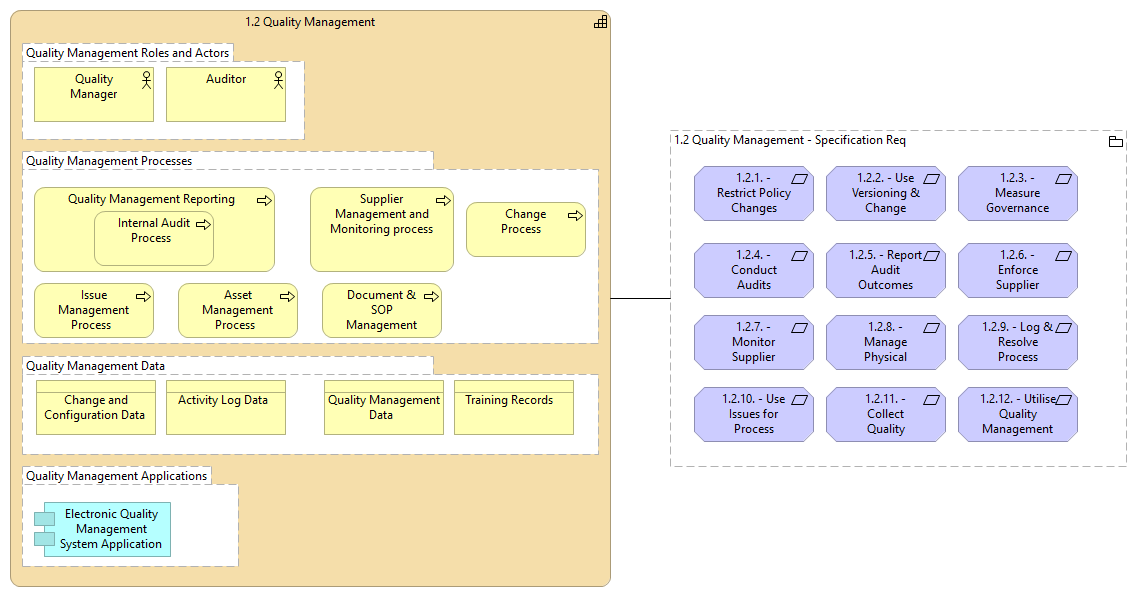 1.2 Quality Management
Quality Management Roles and Actors
Quality
Manager
Auditor
Quality Management Processes
Quality Management Reporting
Internal Audit
Process
Supplier
Management and
Monitoring process
Change
Process
Issue
Management
Process
Asset
Management
Process
Document &
SOP
Management
Quality Management Data
Change and
Configuration Data
Activity Log Data
Quality Management
Data
Training Records
Quality Management Applications
Electronic Quality
Management
System Application
1.2 Quality Management - Specification Req
1.2.1. -
Restrict Policy
Changes
1.2.2. - Use
Versioning &
Change
1.2.3. -
Measure
Governance
1.2.4. -
Conduct
Audits
1.2.5. - Report
Audit
Outcomes
1.2.6. -
Enforce
Supplier
1.2.7. -
Monitor
Supplier
1.2.8. -
Manage
Physical
1.2.9. - Log &
Resolve
Process
1.2.10. - Use
Issues for
Process
1.2.11. -
Collect
Quality
1.2.12. - Utilise
Quality
Management